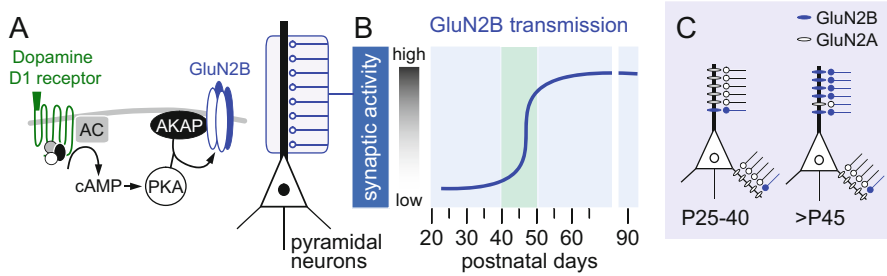 A
Dopamine
D1 receptor
GluN2B
AC
AKAP
cAMP
PKA
pyramidal
neurons
B
GluN2B transmission
synaptic activity
high
low
20 30 40 50 60 90
postnatal days
C
GluN2B
GluN2A
P25-40
>P45